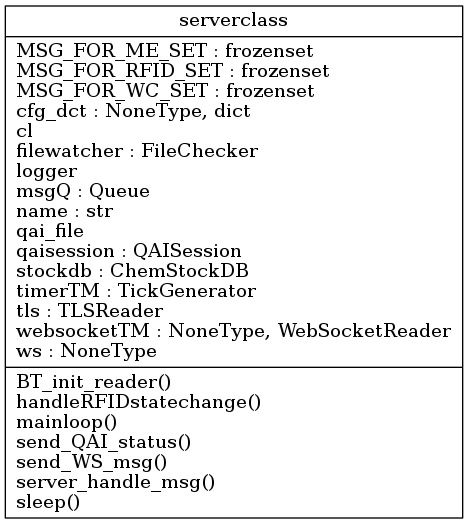 serverclass
MSG_FOR_ME_SET : frozenset
MSG_FOR_RFID_SET : frozenset
MSG_FOR_WC_SET : frozenset
cfg_dct : NoneType, dict
cl
filewatcher : FileChecker
logger
msgQ : Queue
name : str
qai_file
qaisession : QAISession
stockdb : ChemStockDB
timerTM : TickGenerator
tls : TLSReader
websocketTM : NoneType, WebSocketReader
ws : NoneType
BT_init_reader()
handleRFIDstatechange()
mainloop()
send_QAI_status()
send_WS_msg()
server_handle_msg()
sleep()